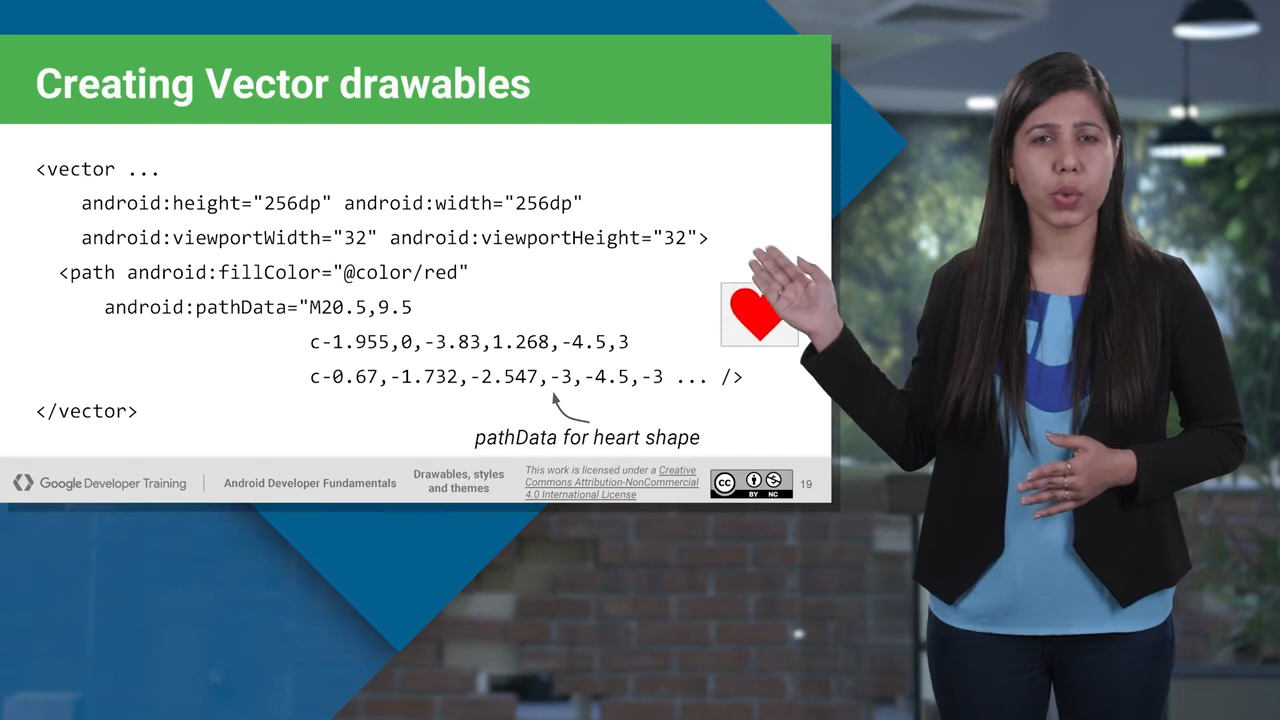 Creating Vector drawables
<vector ...
android:height="256dp" android:width="256dp"
android:viewportWidth="32" android:viewportHeight="32">
<path android:fillColor="@color/red"
android:pathData="M20.5,9.5
c-1.955,0,-3.83,1.268,-4.5,3
c-0.67,-1.732,-2.547,-3,-4.5,-3 ... />
</vector>
pathData for heart shape
Google Developer Training
Android Developer Fundamentals
Drawables, styles
and themes
This work is licensed under a Creative
Commons Attribution-NonCommercial
4.0 International License
cc
BY NC
19